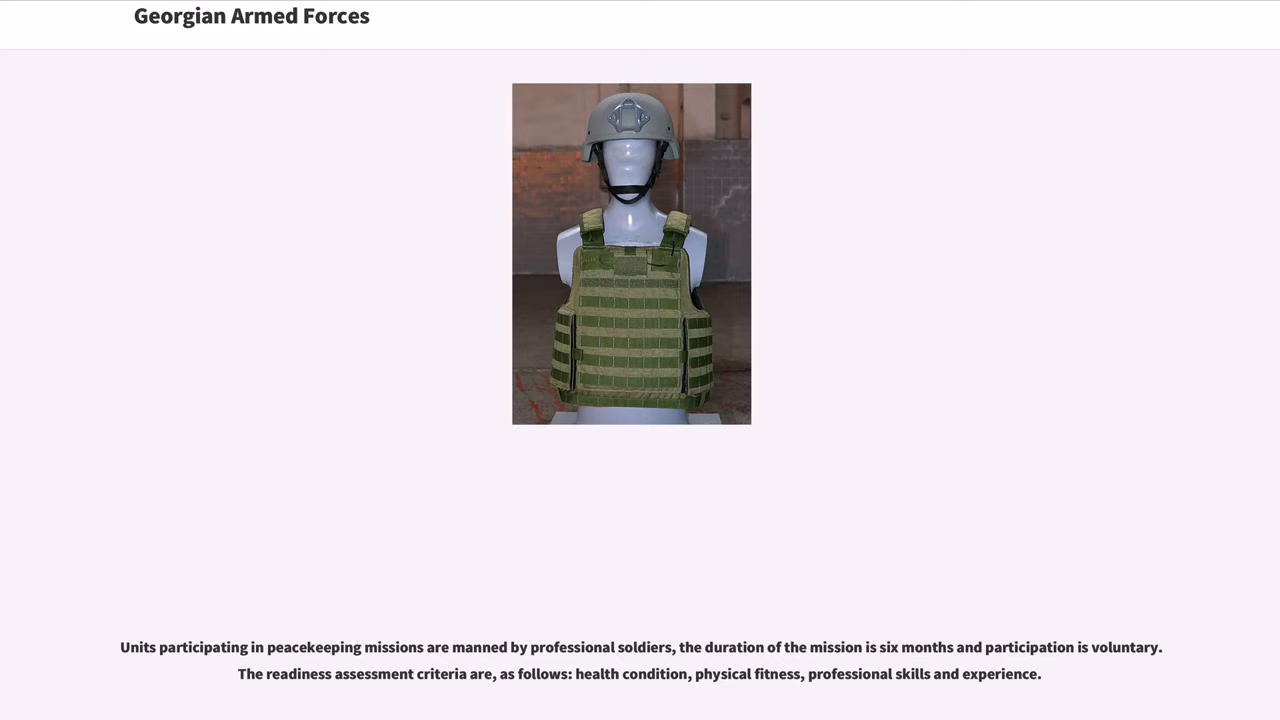 Georgian Armed Forces
Units participating in peacekeeping missions are manned by professional soldiers, the duration of the mission is six months and participation is voluntary.
The readiness assessment criteria are, as follows: health condition, physical fitness, professional skills and experience.